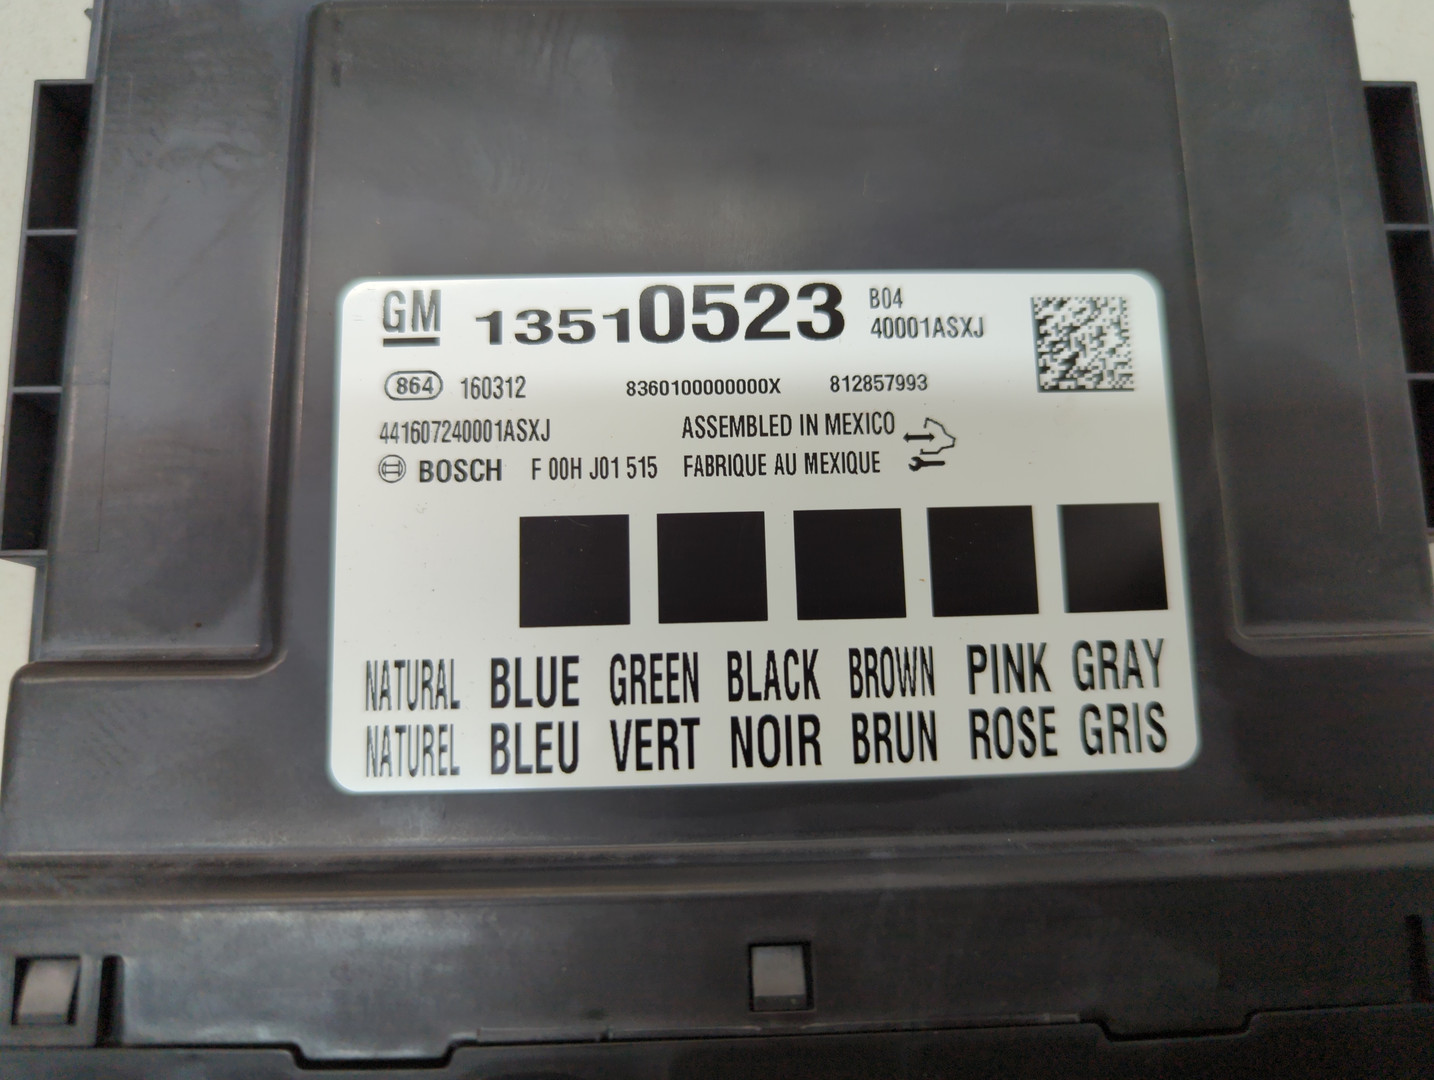 GM 13510523 B04
40001ASXJ
864 160312 8360100000000X 812857993
441607240001ASXJ ASSEMBLED IN MEXICO
BOSCH F 00H J01 515 FABRIQUE AU MEXIQUE
NATURAL BLUE GREEN BLACK BROWN PINK GRAY
NATUREL BLEU VERT NOIR BRUN ROSE GRIS